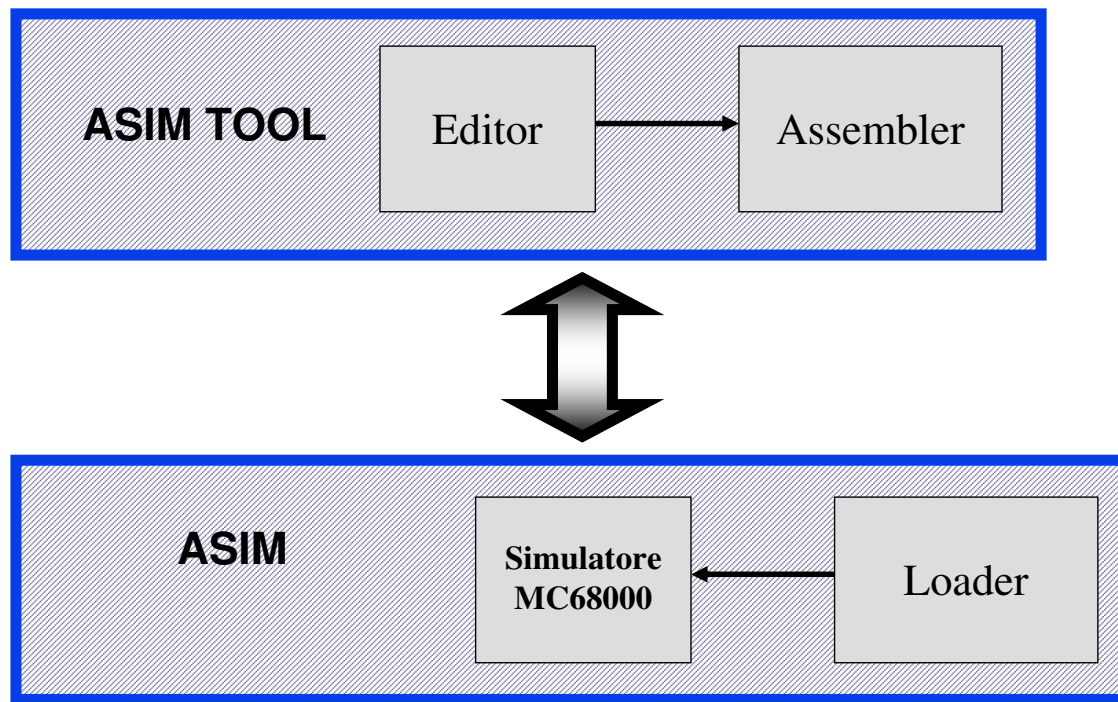 ASIM TOOL
Editor
Assembler
ASIM
Simulatore
MC68000
Loader